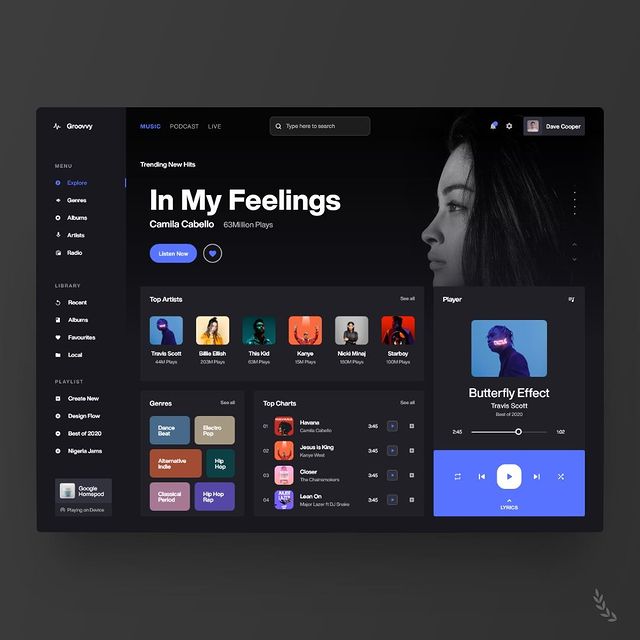 Groovvy
MUSIC PODCAST LIVE
Type here to search
Dave Cooper
MENU
Explore
Genres
Albums
Artists
Radio
LIBRARY
Recent
Albums
Favourites
Local
PLAYLIST
Create New
Design Flow
Best of 2020
Nigeria Jams
Google
Homepod
Playing on Device
Trending New Hits
In My Feelings
Camila Cabello 63Million Plays
Listen Now
Top Artists See all
Travis Scott
44M Plays
Billie Eilish
203M Plays
This Kid
63M Plays
Kanye
15M Plays
Nicki Minaj
180M Plays
Starboy
100M Plays
Genres See all
Dance
Beat
Electro
Pop
Alternative
Indie
Hip
Hop
Classical
Period
Hip Hop
Rap
Top Charts See all
01 Havana 3:45
Camila Cabello
02 Jesus is King 3:45
Kanye West
03 Closer 3:45
The Chainsmokers
04 Lean On 3:45
Major Lazer ft DJ Snake
Player
Butterfly Effect
Travis Scott
Best of 2020
2:45 1:02
LYRICS